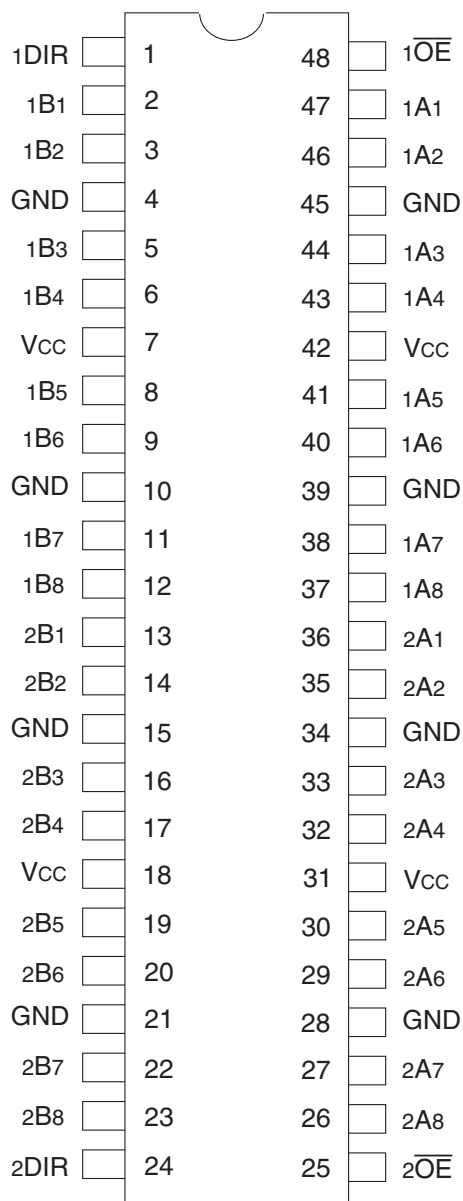 1DIR 1 48 1O̅E̅
1B1 2 47 1A1
1B2 3 46 1A2
GND 4 45 GND
1B3 5 44 1A3
1B4 6 43 1A4
VCC 7 42 VCC
1B5 8 41 1A5
1B6 9 40 1A6
GND 10 39 GND
1B7 11 38 1A7
1B8 12 37 1A8
2B1 13 36 2A1
2B2 14 35 2A2
GND 15 34 GND
2B3 16 33 2A3
2B4 17 32 2A4
VCC 18 31 VCC
2B5 19 30 2A5
2B6 20 29 2A6
GND 21 28 GND
2B7 22 27 2A7
2B8 23 26 2A8
2DIR 24 25 2O̅E̅